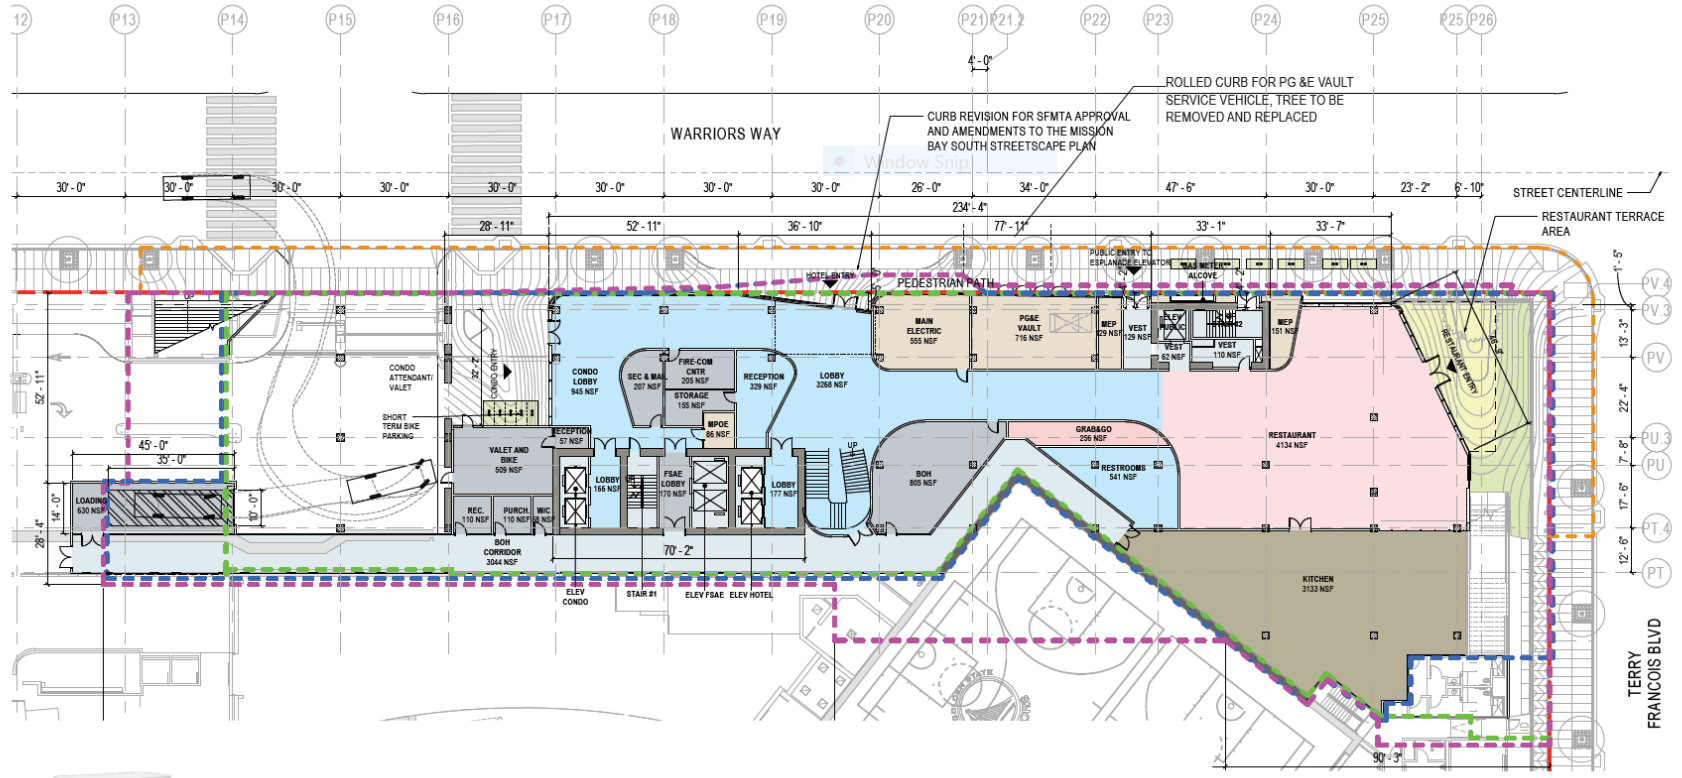 12 P13 P14 P15 P16 P17 P18 P19 P20 P21 P21.2 P22 P23 P24 P25 P26
4' - 0"
ROLLED CURB FOR PG &E VAULT
SERVICE VEHICLE, TREE TO BE
REMOVED AND REPLACED
CURB REVISION FOR SFMTA APPROVAL
AND AMENDMENTS TO THE MISSION
BAY SOUTH STREETSCAPE PLAN
WARRIORS WAY
Window Snip
30' - 0" 30' - 0" 30' - 0" 30' - 0" 30' - 0" 30' - 0" 30' - 0" 30' - 0" 26' - 0" 34' - 0" 47' - 6" 30' - 0" 23' - 2" 6' - 10"
STREET CENTERLINE
234' - 4"
RESTAURANT TERRACE
AREA
28' - 11" 52' - 11" 36' - 10" 77' - 11" 33' - 1" 33' - 7"
PUBLIC ENTRY TO
ESPLANADE ELEVATOR
GAS METER
ALCOVE
HOTEL ENTRY
PEDESTRIAN PATH
1' - 5"
PV.4
PV.3
13' - 3"
PV
22' - 4"
PU.3
7' - 8"
PU
17' - 6"
PT.4
12' - 6"
PT
MAIN
ELECTRIC
555 NSF
PG&E
VAULT
716 NSF
MEP
VEST
129 NSF
ELEV
PUBLIC
VEST
62 NSF
VEST
110 NSF
MEP
151 NSF
RESTAURANT ENTRY
CONDO
ATTENDANT/
VALET
CONDO ENTRY
32' - 2"
52' - 11"
SHORT
TERM BIKE
PARKING
CONDO
LOBBY
945 NSF
SEC & MAIL
207 NSF
FIRE-COM
CNTR
205 NSF
STORAGE
155 NSF
MPOE
86 NSF
RECEPTION
329 NSF
LOBBY
3268 NSF
RECEPTION
57 NSF
GRAB&GO
256 NSF
RESTAURANT
4134 NSF
45' - 0"
35' - 0"
LOADING
630 NSF
14' - 0"
10' - 0"
28' - 4"
VALET AND
BIKE
509 NSF
REC.
110 NSF
PURCH.
110 NSF
W/C
LOBBY
166 NSF
FSAE
LOBBY
170 NSF
LOBBY
177 NSF
UP
BOH
805 NSF
RESTROOMS
541 NSF
BOH
CORRIDOR
3044 NSF
70' - 2"
KITCHEN
3133 NSF
ELEV
CONDO
STAIR #1
ELEV FSAE
ELEV HOTEL
GOLDEN STATE
TERRY
FRANCOIS BLVD
90' - 3"